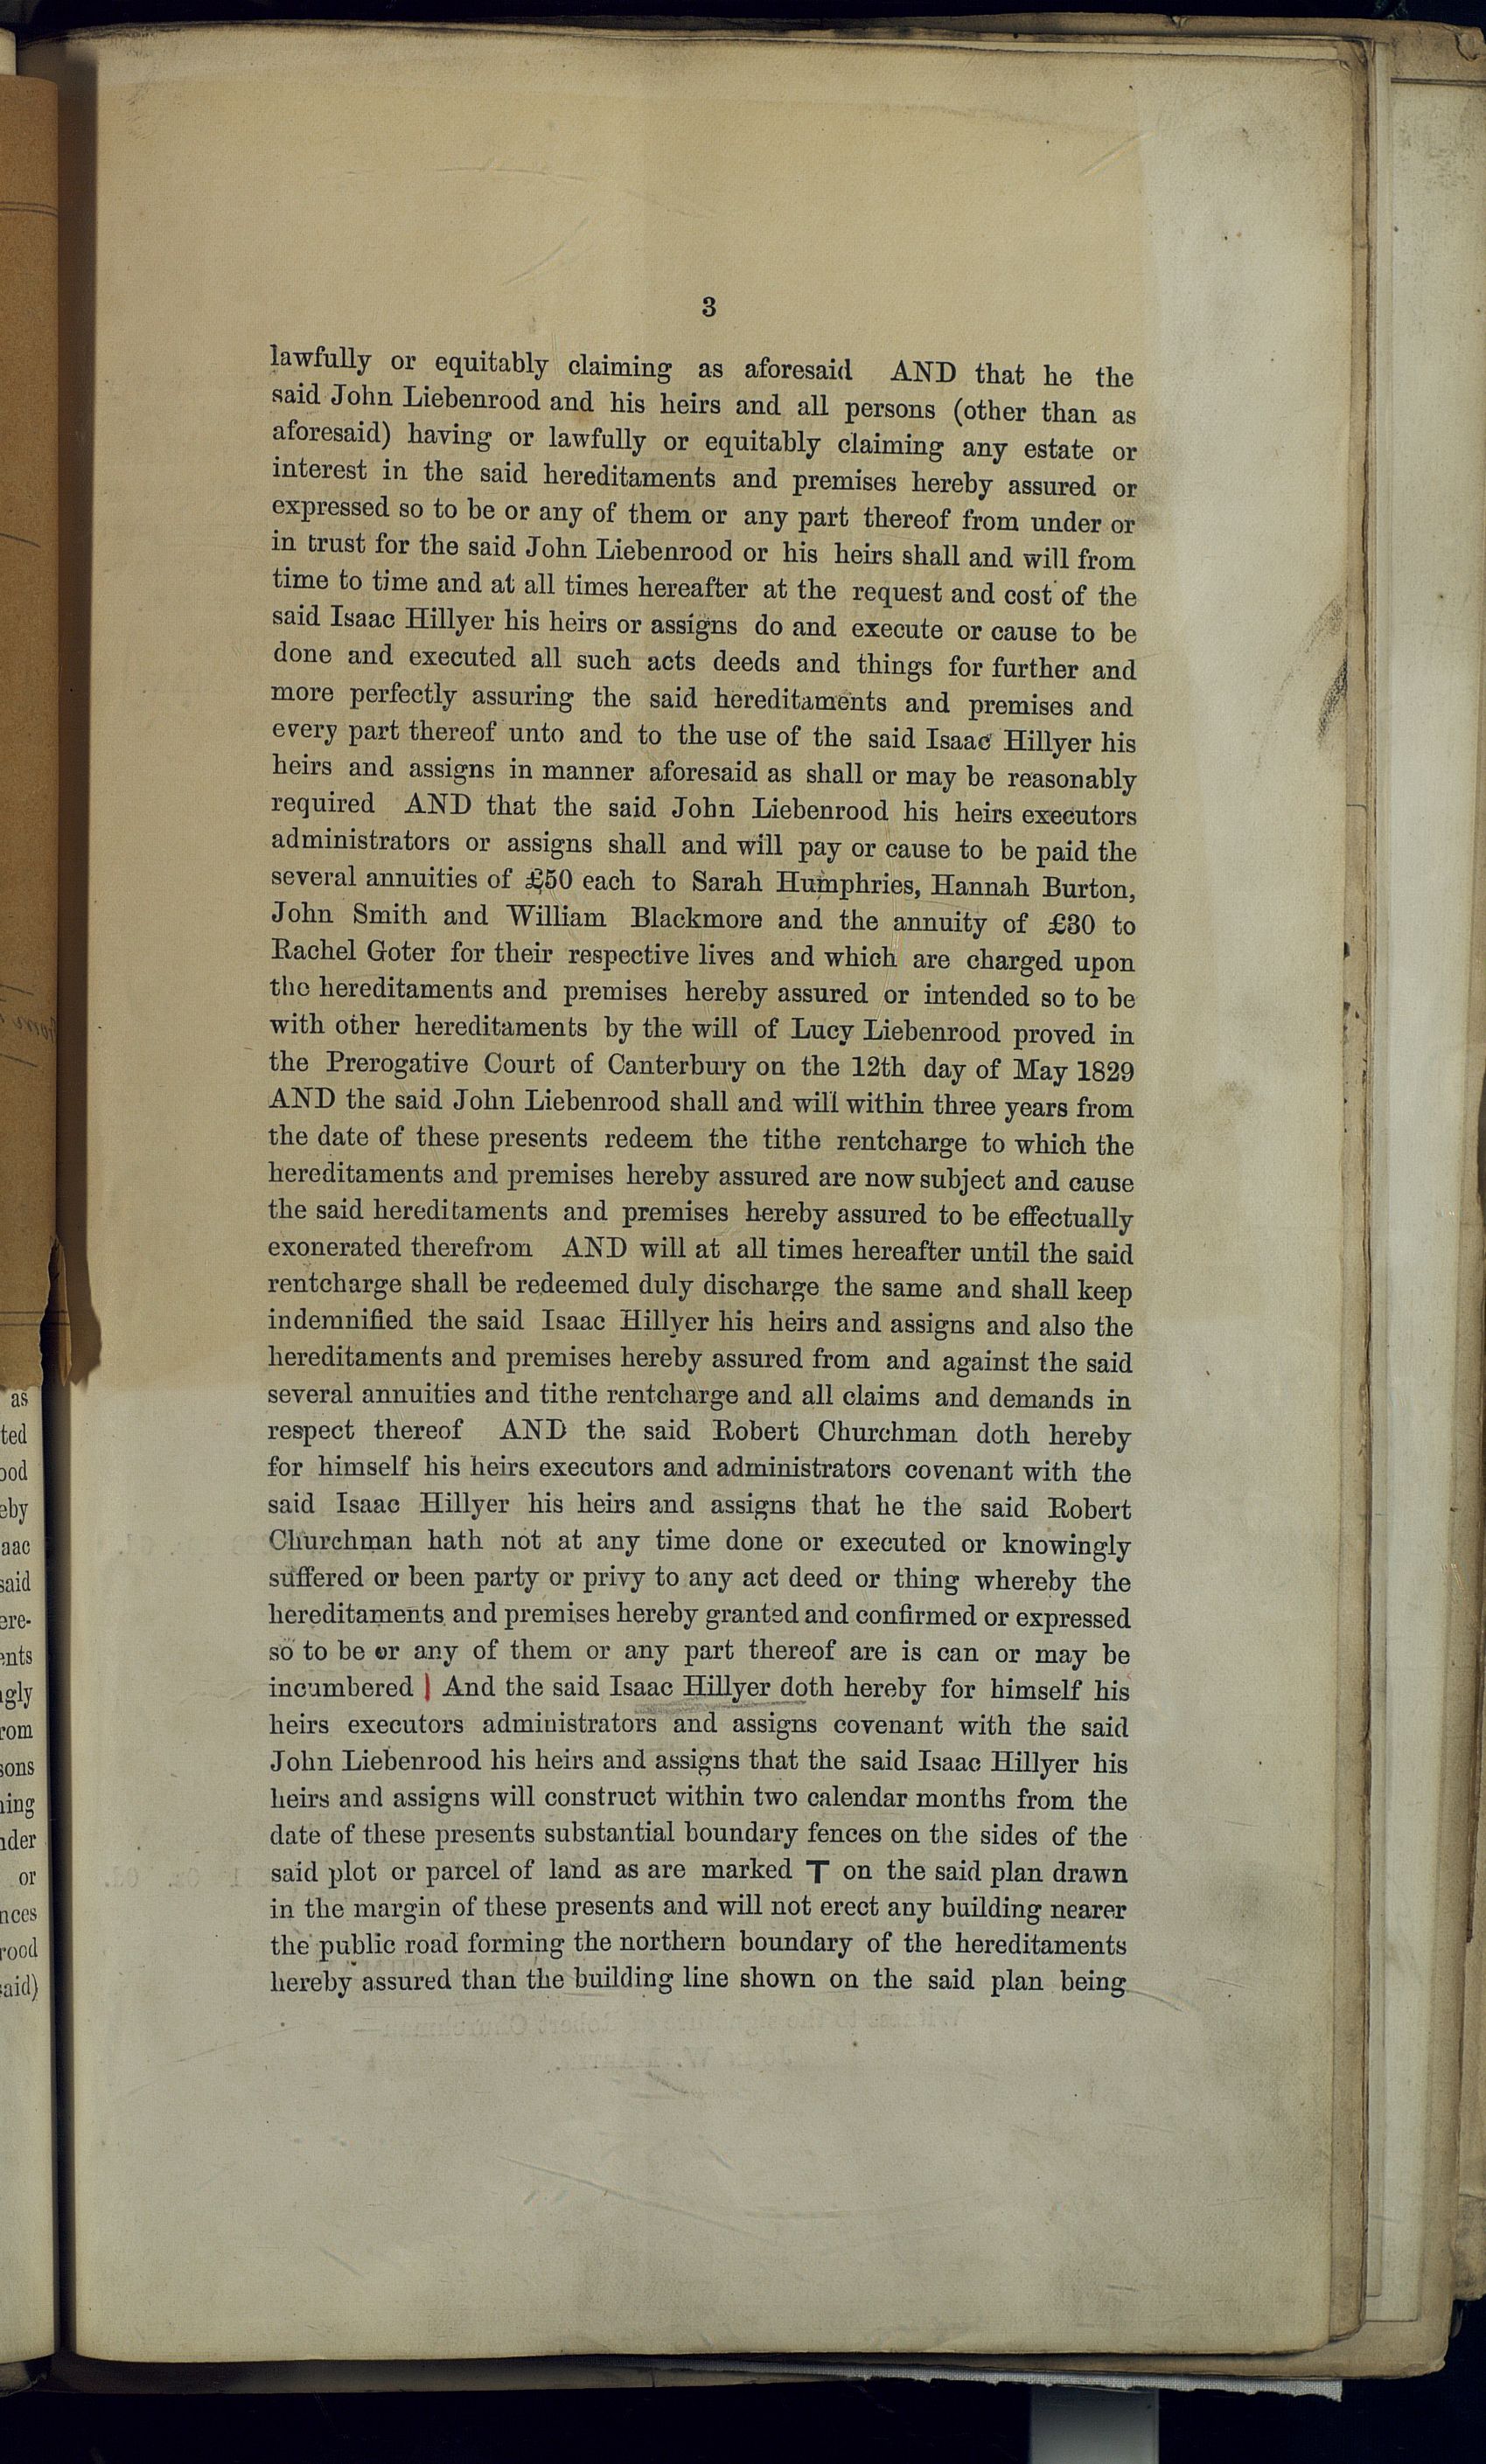 3
lawfully or equitably claiming as aforesaid AND that he the
said John Liebenrood and his heirs and all persons (other than as
aforesaid) having or lawfully or equitably claiming any estate or
interest in the said hereditaments and premises hereby assured or
expressed so to be or any of them or any part thereof from under or
in trust for the said John Liebenrood or his heirs shall and will from
time to time and at all times hereafter at the request and cost of the
said Isaac Hillyer his heirs or assigns do and execute or cause to be
done and executed all such acts deeds and things for further and
more perfectly assuring the said hereditaments and premises and
every part thereof unto and to the use of the said Isaac Hillyer his
heirs and assigns in manner aforesaid as shall or may be reasonably
required AND that the said John Liebenrood his heirs executors
administrators or assigns shall and will pay or cause to be paid the
several annuities of £50 each to Sarah Humphries, Hannah Burton,
John Smith and William Blackmore and the annuity of £30 to
Rachel Goter for their respective lives and which are charged upon
the hereditaments and premises hereby assured or intended so to be
with other hereditaments by the will of Lucy Liebenrood proved in
the Prerogative Court of Canterbury on the 12th day of May 1829
AND the said John Liebenrood shall and will within three years from
the date of these presents redeem the tithe rentcharge to which the
hereditaments and premises hereby assured are now subject and cause
the said hereditaments and premises hereby assured to be effectually
exonerated therefrom AND will at all times hereafter until the said
rentcharge shall be redeemed duly discharge the same and shall keep
indemnified the said Isaac Hillyer his heirs and assigns and also the
hereditaments and premises hereby assured from and against the said
several annuities and tithe rentcharge and all claims and demands in
respect thereof AND the said Robert Churchman doth hereby
for himself his heirs executors and administrators covenant with the
said Isaac Hillyer his heirs and assigns that he the said Robert
Churchman hath not at any time done or executed or knowingly
suffered or been party or privy to any act deed or thing whereby the
hereditaments and premises hereby granted and confirmed or expressed
so to be or any of them or any part thereof are is can or may be
incumbered | And the said Isaac Hillyer doth hereby for himself his
heirs executors administrators and assigns covenant with the said
John Liebenrood his heirs and assigns that the said Isaac Hillyer his
heirs and assigns will construct within two calendar months from the
date of these presents substantial boundary fences on the sides of the
said plot or parcel of land as are marked T on the said plan drawn
in the margin of these presents and will not erect any building nearer
the public road forming the northern boundary of the hereditaments
hereby assured than the building line shown on the said plan being